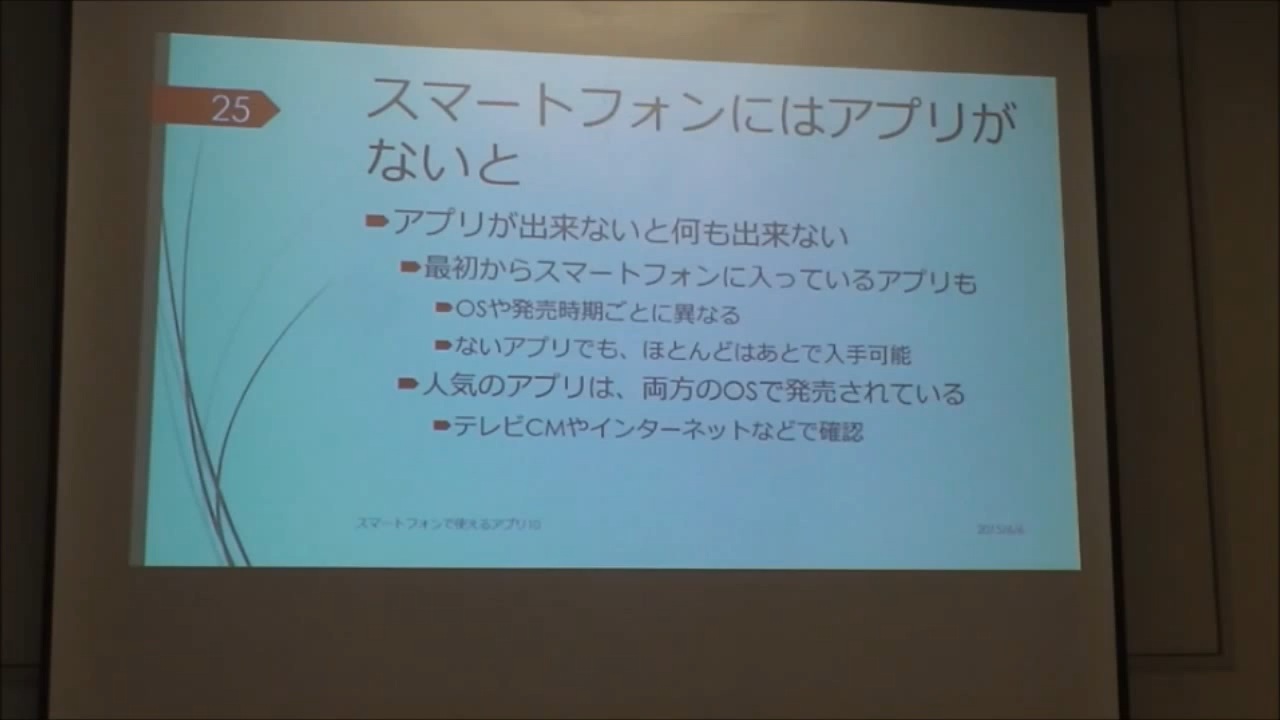 25
スマートフォンにはアプリが
ないと
アプリが出来ないと何も出来ない
最初からスマートフォンに入っているアプリも
OSや発売時期ごとに異なる
ないアプリでも、ほとんどはあとで入手可能
人気のアプリは、両方のOSで発売されている
テレビCMやインターネットなどで確認
スマートフォンで使えるアプリ10
2015/6/6